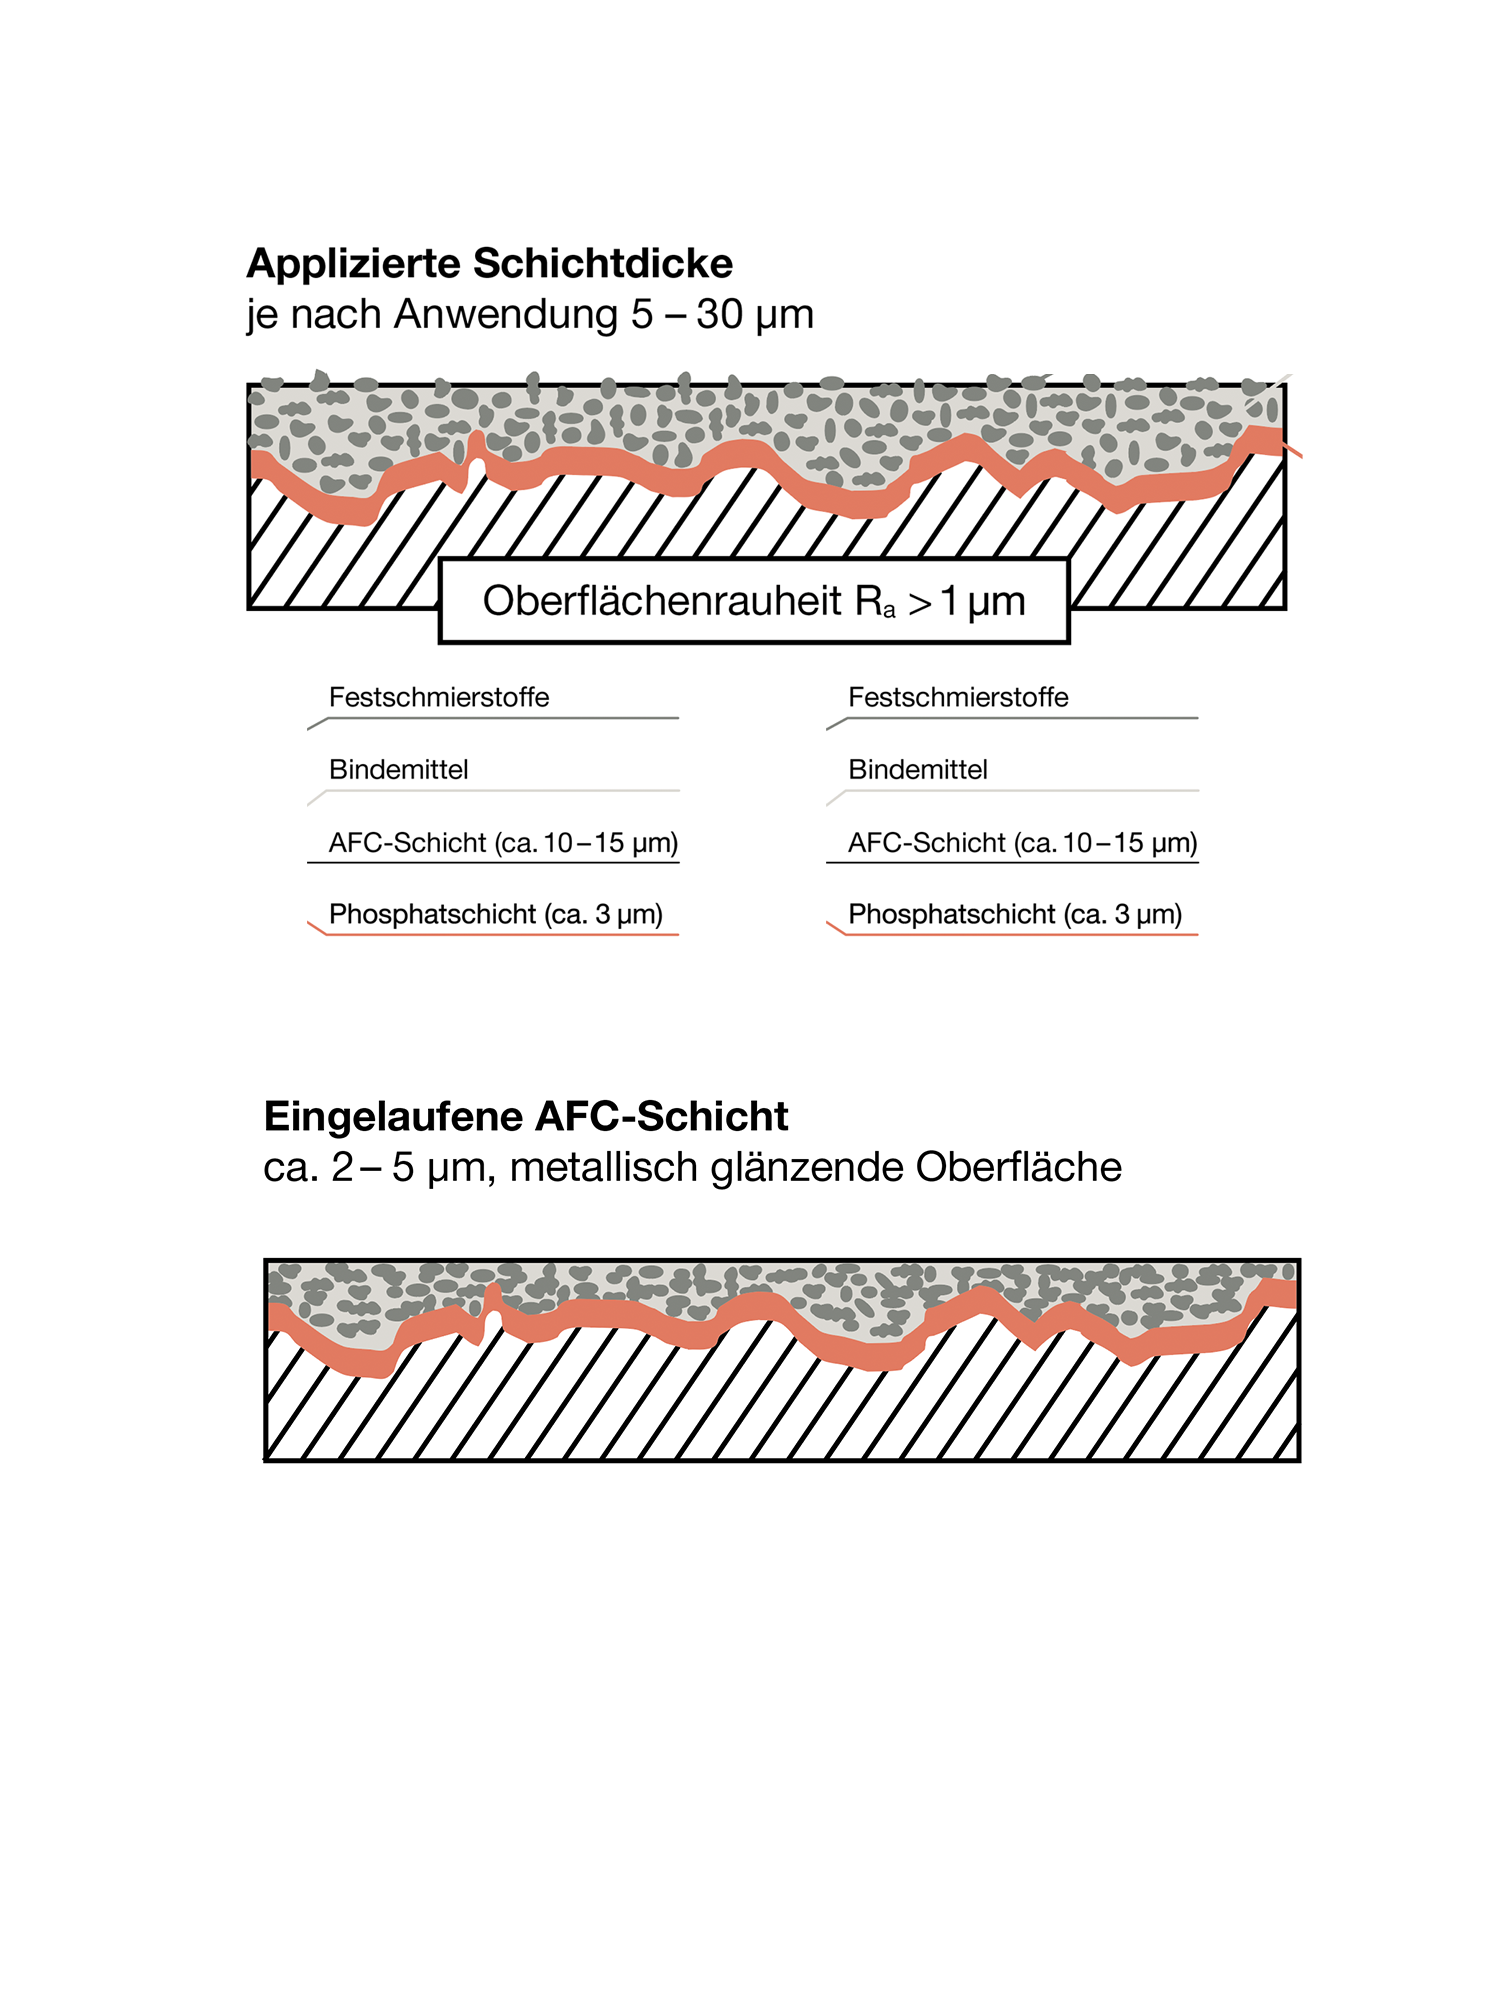 Applizierte Schichtdicke
je nach Anwendung 5 – 30 µm
Oberflächenrauheit Ra > 1 µm
Festschmierstoffe
Bindemittel
AFC-Schicht (ca. 10 – 15 µm)
Phosphatschicht (ca. 3 µm)
Festschmierstoffe
Bindemittel
AFC-Schicht (ca. 10 – 15 µm)
Phosphatschicht (ca. 3 µm)
Eingelaufene AFC-Schicht
ca. 2 – 5 µm, metallisch glänzende Oberfläche